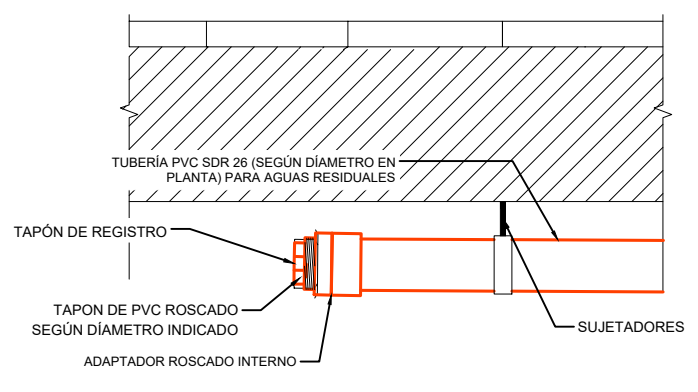 TUBERÍA PVC SDR 26 (SEGÚN DÍAMETRO EN
PLANTA) PARA AGUAS RESIDUALES
TAPÓN DE REGISTRO
TAPON DE PVC ROSCADO
SEGÚN DÍAMETRO INDICADO
SUJETADORES
ADAPTADOR ROSCADO INTERNO